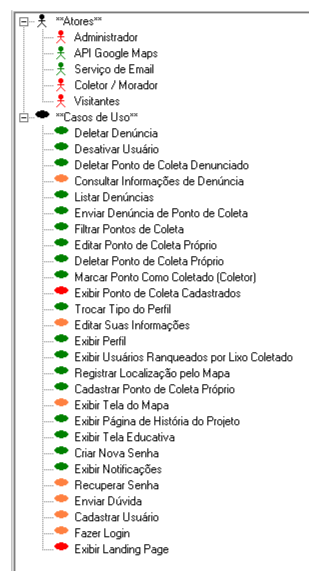 **Atores**
Administrador
API Google Maps
Serviço de Email
Coletor / Morador
Visitantes
**Casos de Uso**
Deletar Denúncia
Desativar Usuário
Deletar Ponto de Coleta Denunciado
Consultar Informações de Denúncia
Listar Denúncias
Enviar Denúncia de Ponto de Coleta
Filtrar Pontos de Coleta
Editar Ponto de Coleta Próprio
Deletar Ponto de Coleta Próprio
Marcar Ponto Como Coletado (Coletor)
Exibir Ponto de Coleta Cadastrados
Trocar Tipo do Perfil
Editar Suas Informações
Exibir Perfil
Exibir Usuários Ranqueados por Lixo Coletado
Registrar Localização pelo Mapa
Cadastrar Ponto de Coleta Próprio
Exibir Tela do Mapa
Exibir Página de História do Projeto
Exibir Tela Educativa
Criar Nova Senha
Exibir Notificações
Recuperar Senha
Enviar Dúvida
Cadastrar Usuário
Fazer Login
Exibir Landing Page